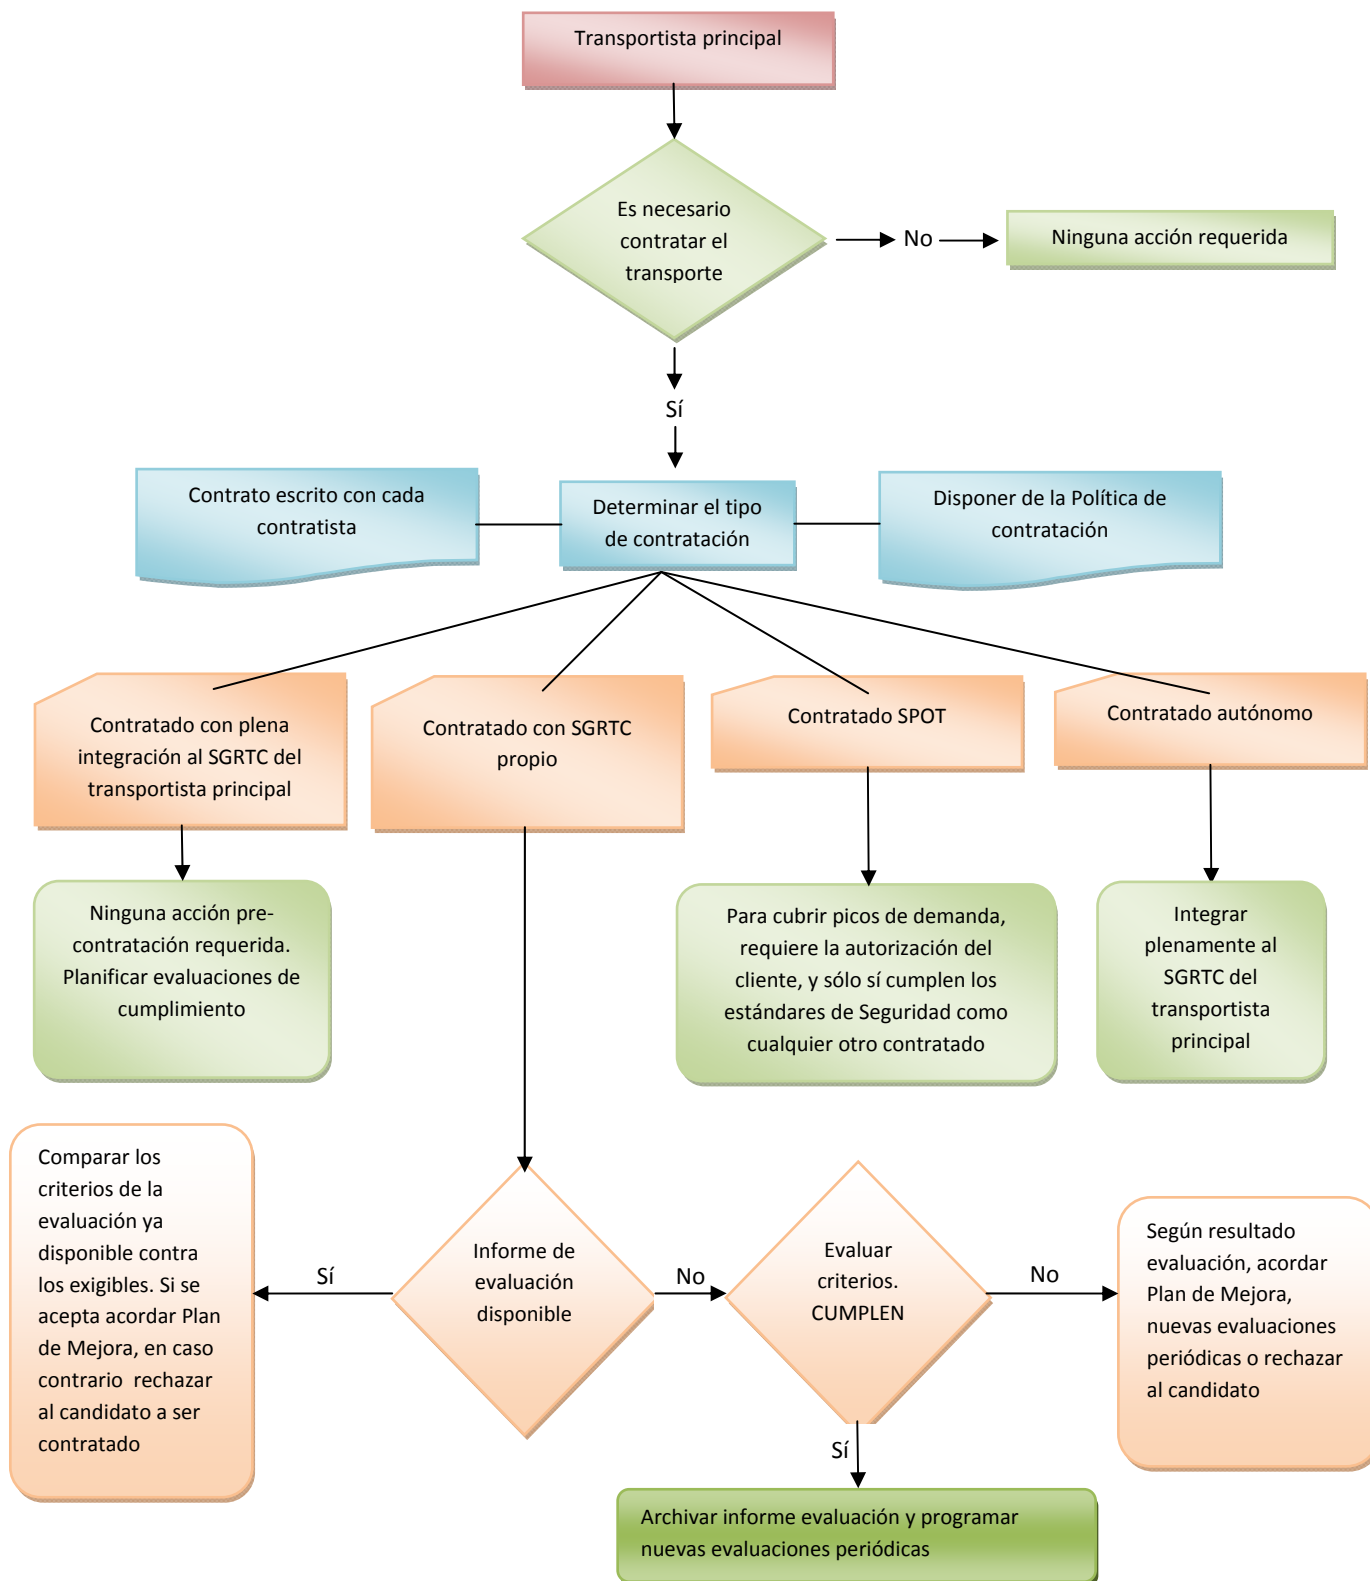 Transportista principal
Es necesario
contratar el
transporte
No
Ninguna acción requerida
Sí
Contrato escrito con cada
contratista
Determinar el tipo
de contratación
Disponer de la Política de
contratación
Contratado con plena
integración al SGRTC del
transportista principal
Contratado con SGRTC
propio
Contratado SPOT
Contratado autónomo
Ninguna acción pre-
contratación requerida.
Planificar evaluaciones de
cumplimiento
Para cubrir picos de demanda,
requiere la autorización del
cliente, y sólo sí cumplen los
estándares de Seguridad como
cualquier otro contratado
Integrar
plenamente al
SGRTC del
transportista
principal
Comparar los
criterios de la
evaluación ya
disponible contra
los exigibles. Si se
acepta acordar Plan
de Mejora, en caso
contrario rechazar
al candidato a ser
contratado
Sí
Informe de
evaluación
disponible
No
Evaluar
criterios.
CUMPLEN
No
Según resultado
evaluación, acordar
Plan de Mejora,
nuevas evaluaciones
periódicas o rechazar
al candidato
Sí
Archivar informe evaluación y programar
nuevas evaluaciones periódicas